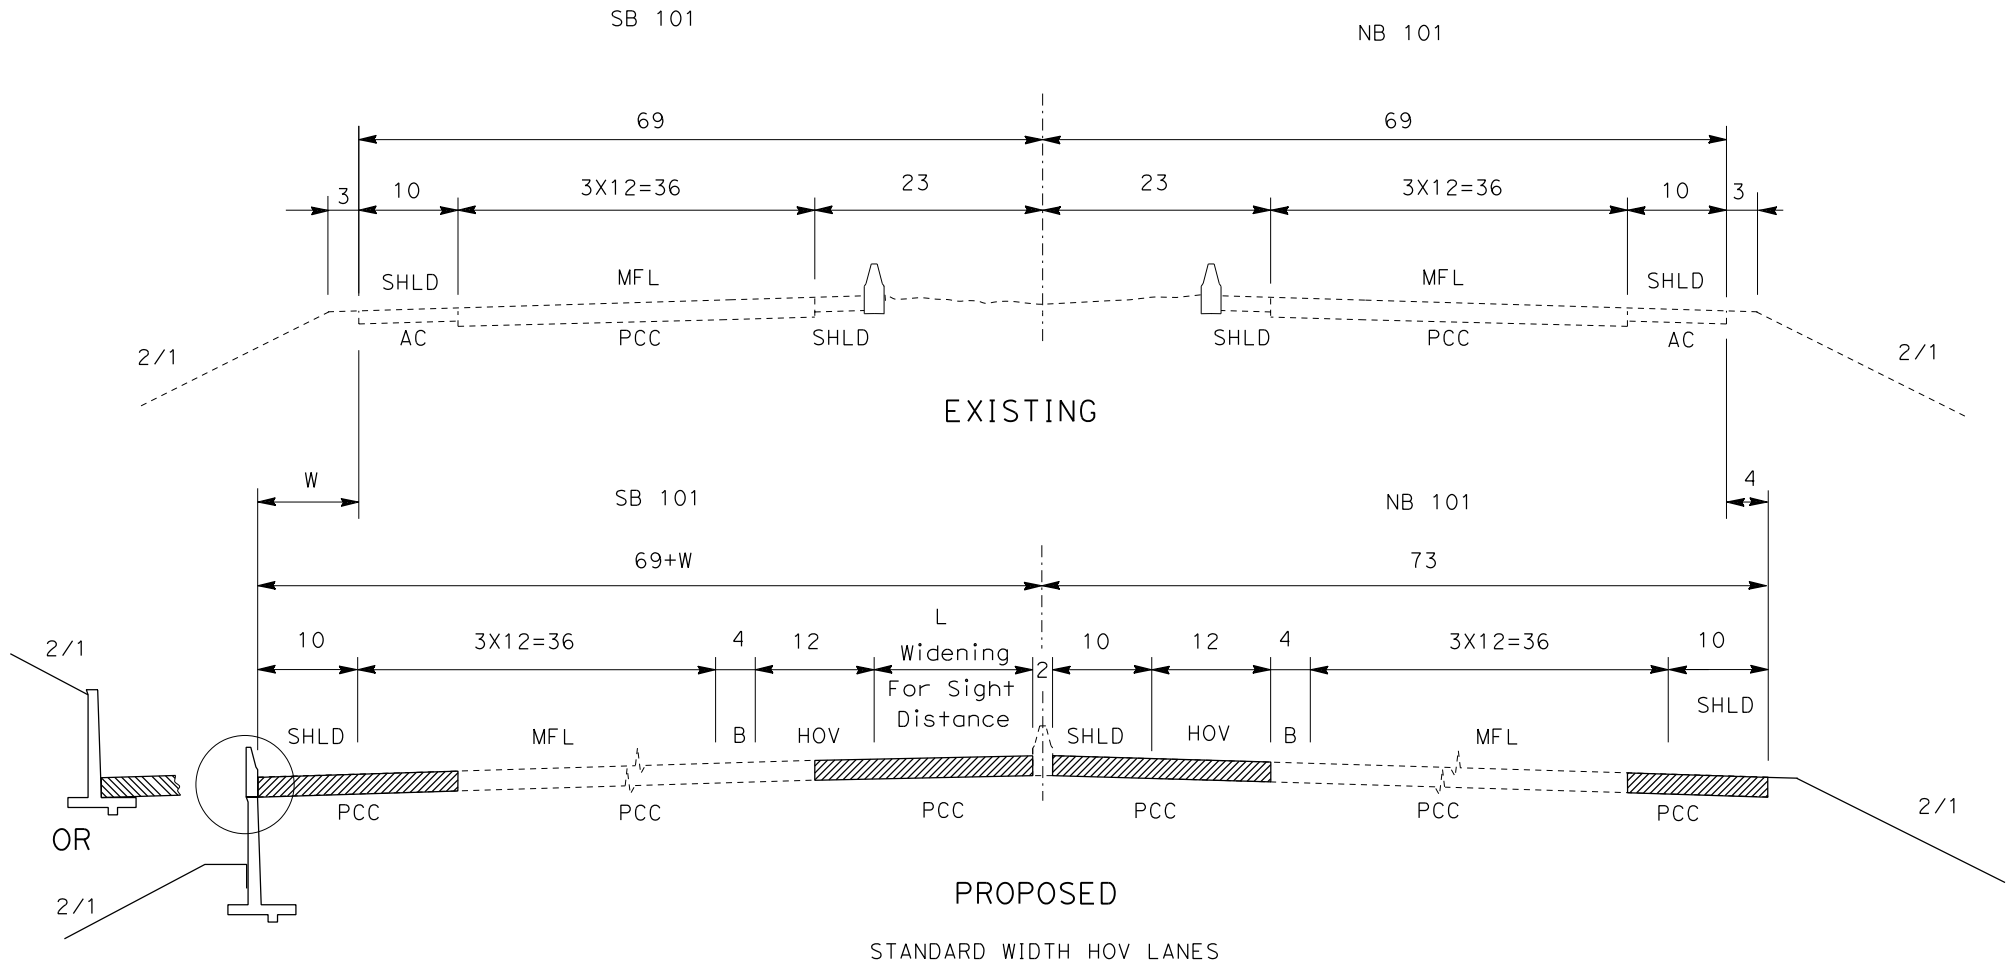 SB 101
NB 101
69
69
3
10
3X12=36
23
23
3X12=36
10
3
SHLD
MFL
MFL
SHLD
AC
PCC
SHLD
SHLD
PCC
AC
2/1
2/1
EXISTING
W
4
SB 101
NB 101
69+W
73
L
Widening
For Sight
Distance
10
3X12=36
4
12
2
10
12
4
3X12=36
10
2/1
SHLD
SHLD
MFL
B
HOV
SHLD
HOV
B
MFL
PCC
PCC
PCC
PCC
PCC
PCC
2/1
OR
2/1
PROPOSED
STANDARD WIDTH HOV LANES